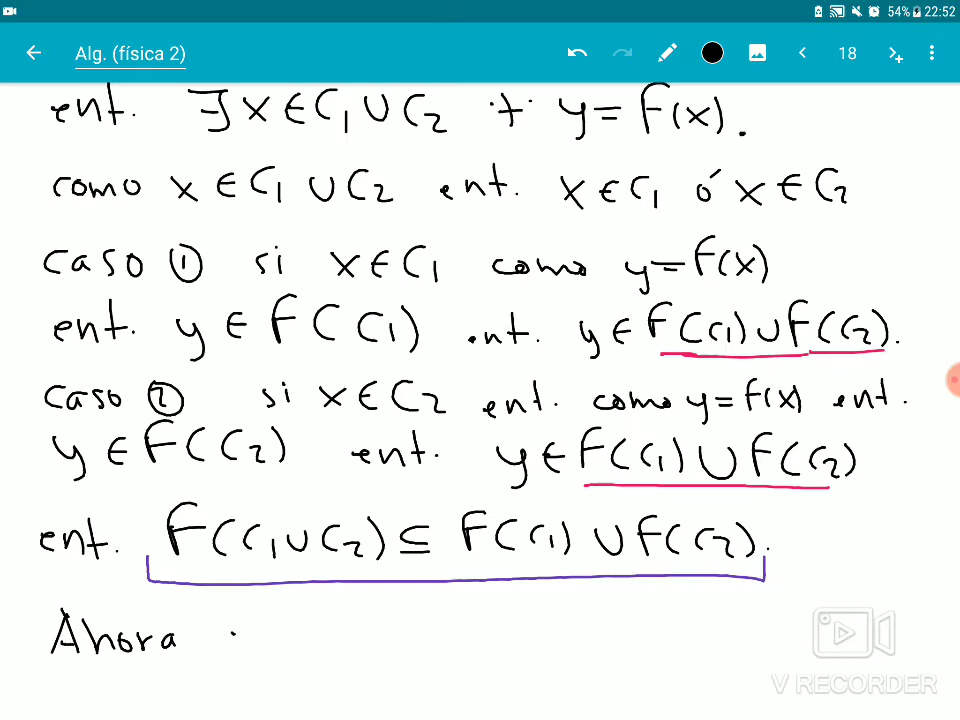 54% 22:52
Alg. (física 2)
18
ent. ∃ x ∈ C₁ ∪ C₂ + y = f(x).
como x ∈ C₁ ∪ C₂ ent. x ∈ C₁ ó x ∈ C₂
caso ① si x ∈ C₁ como y = f(x)
ent. y ∈ f(C₁) ent. y ∈ f(C₁) ∪ f(C₂).
caso ② si x ∈ C₂ ent. como y = f(x) ent.
y ∈ f(C₂) ent. y ∈ f(C₁) ∪ f(C₂)
ent. f(C₁ ∪ C₂) ⊆ f(C₁) ∪ f(C₂).
Ahora
V RECORDER